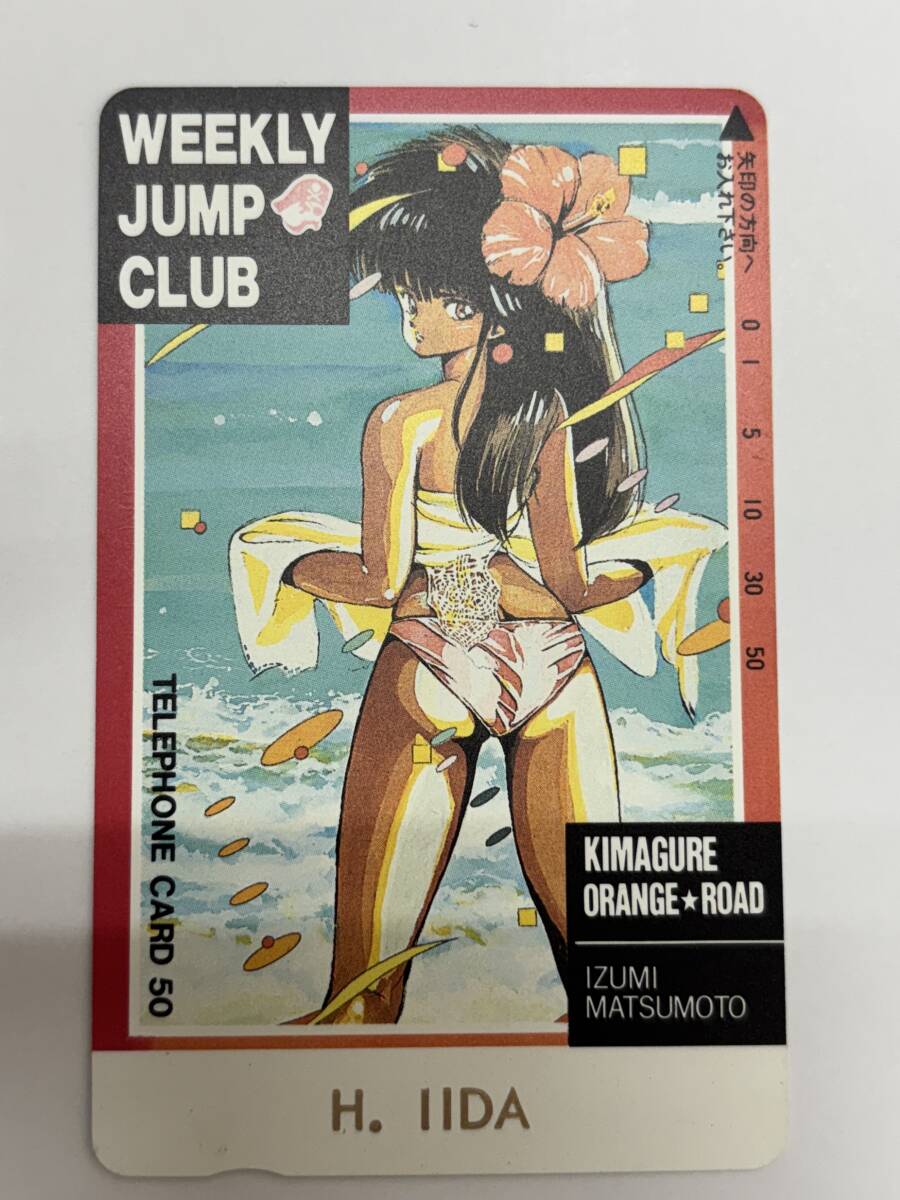 WEEKLY
JUMP
CLUB
矢印の方向へ
お入れ下さい。
0
1
5
10
30
50
TELEPHONE CARD 50
KIMAGURE
ORANGE★ROAD
IZUMI
MATSUMOTO
H. IIDA